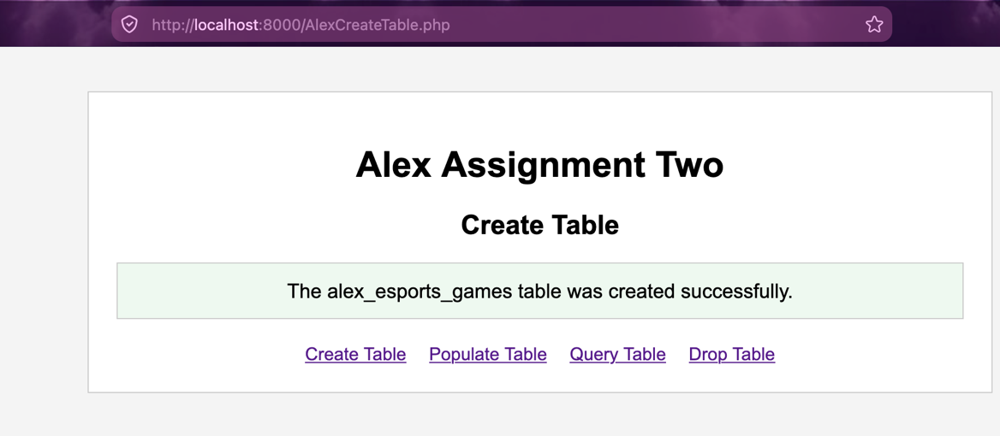 http://localhost:8000/AlexCreateTable.php
Alex Assignment Two
Create Table
The alex_esports_games table was created successfully.
Create Table Populate Table Query Table Drop Table